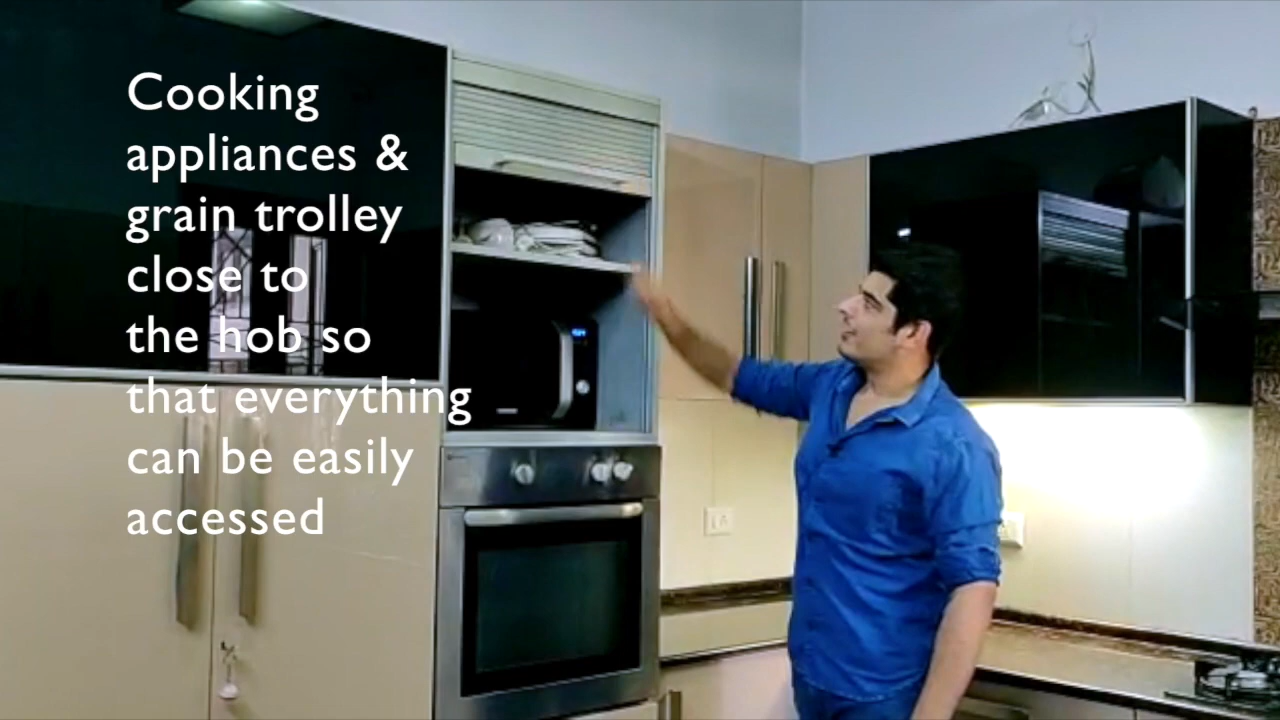 Cooking
appliances &
grain trolley
close to
the hob so
that everything
can be easily
accessed